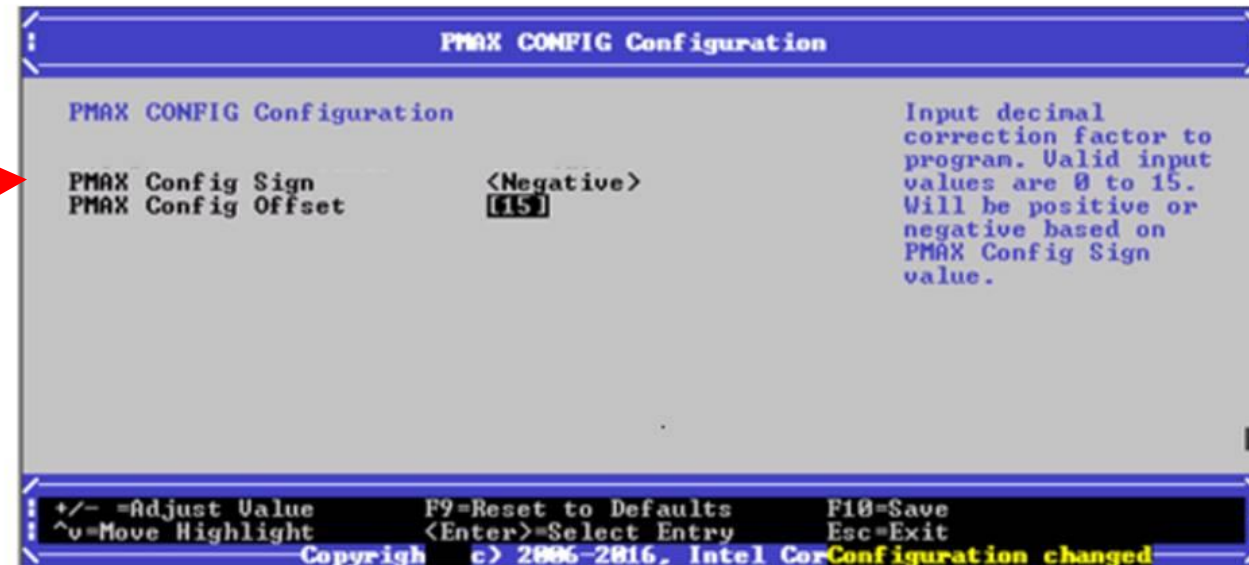 PMAX CONFIG Configuration
PMAX CONFIG Configuration
PMAX Config Sign <Negative>
PMAX Config Offset [15]
Input decimal
correction factor to
program. Valid input
values are 0 to 15.
Will be positive or
negative based on
PMAX Config Sign
value.
+/- =Adjust Value F9=Reset to Defaults F10=Save
^v=Move Highlight <Enter>=Select Entry Esc=Exit
Copyrigh c) 2006-2016, Intel Cor Configuration changed